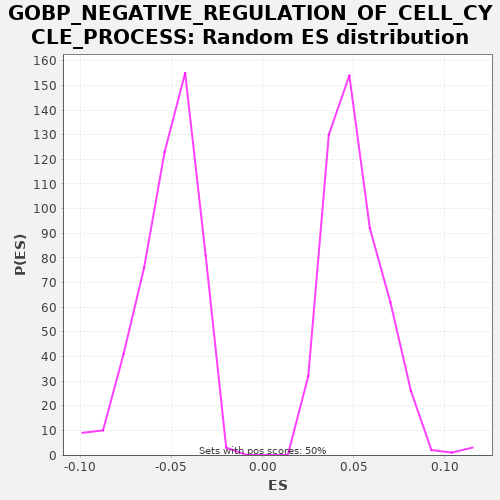 GOBP_NEGATIVE_REGULATION_OF_CELL_CY
CLE_PROCESS: Random ES distribution
160
150
140
130
120
110
100
90
80
70
60
50
40
30
20
10
0
P(ES)
Sets with pos scores: 50%
-0.10 -0.05 0.00 0.05 0.10
ES